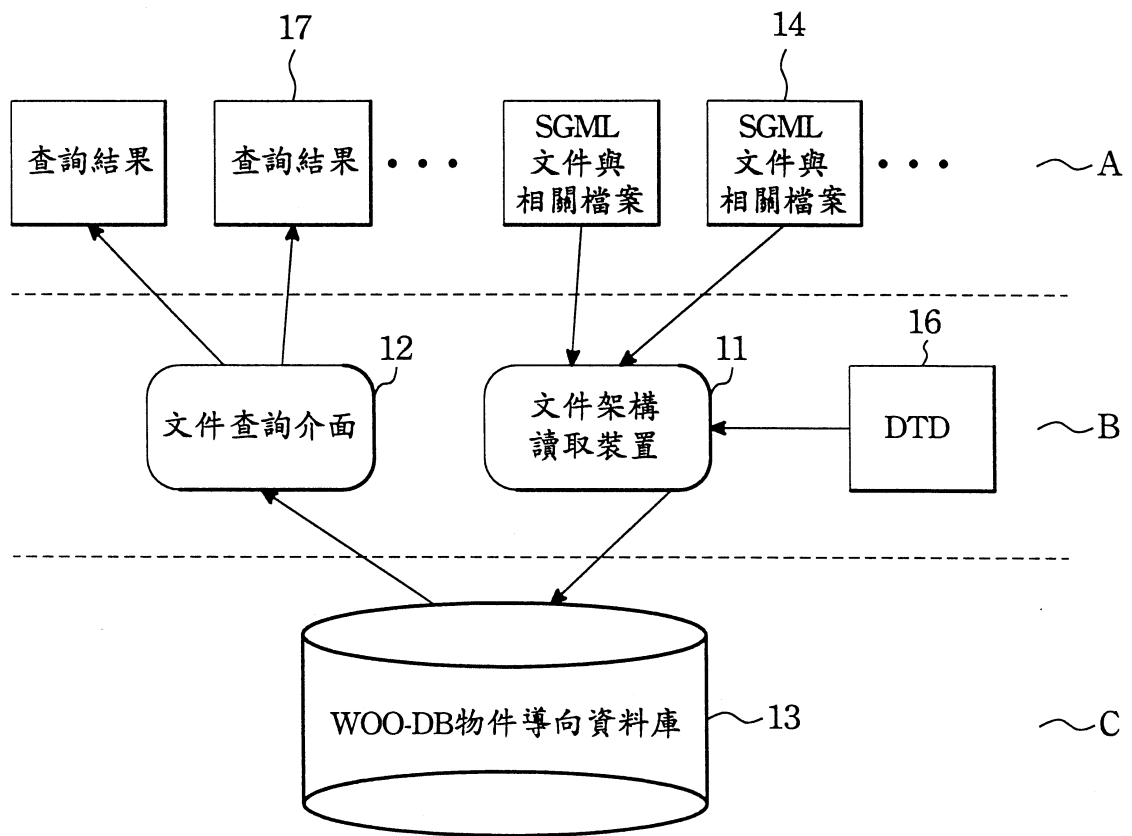 17
14
查詢結果
查詢結果
• • •
SGML
文件與
相關檔案
SGML
文件與
相關檔案
• • •
A
12
11
16
文件查詢介面
文件架構
讀取裝置
DTD
B
WOO-DB物件導向資料庫
13
C